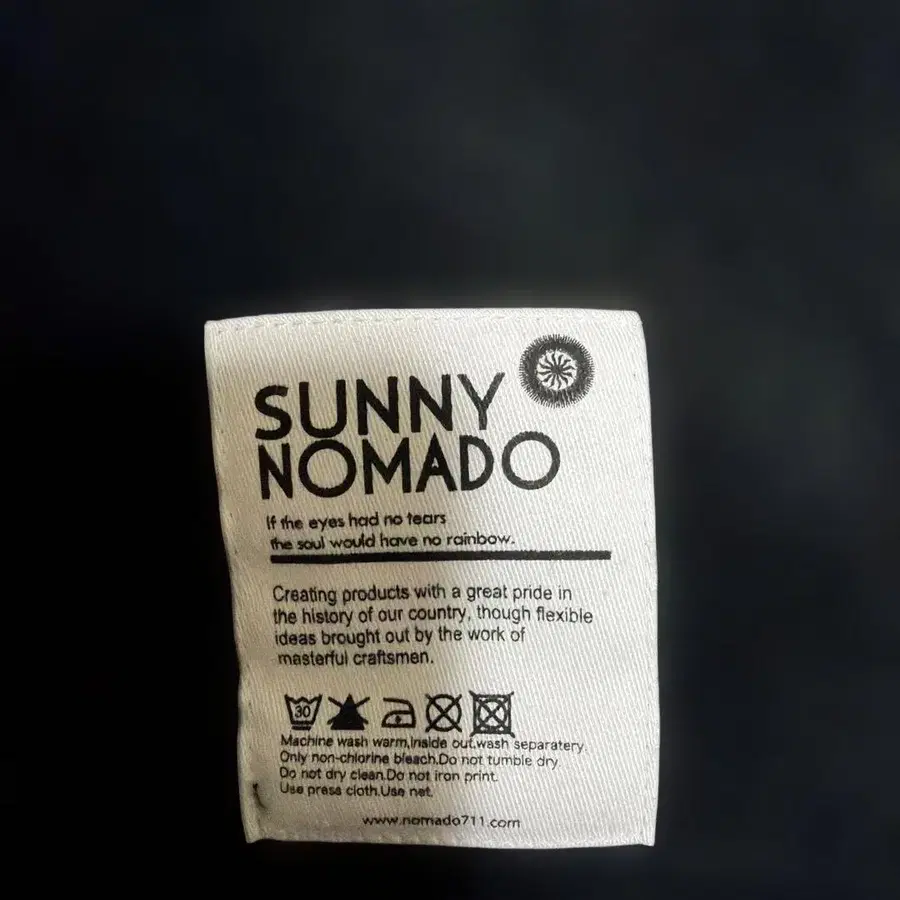 SUNNY
NOMADO
If the eyes had no tears
the soul would have no rainbow.
Creating products with a great pride in
the history of our country, though flexible
ideas brought out by the work of
masterful craftsmen.
30
Machine wash warm,Inside out,wash separatery.
Only non-chlorine bleach.Do not tumble dry.
Do not dry clean.Do not iron print.
Use press cloth.Use net.
www.nomado711.com